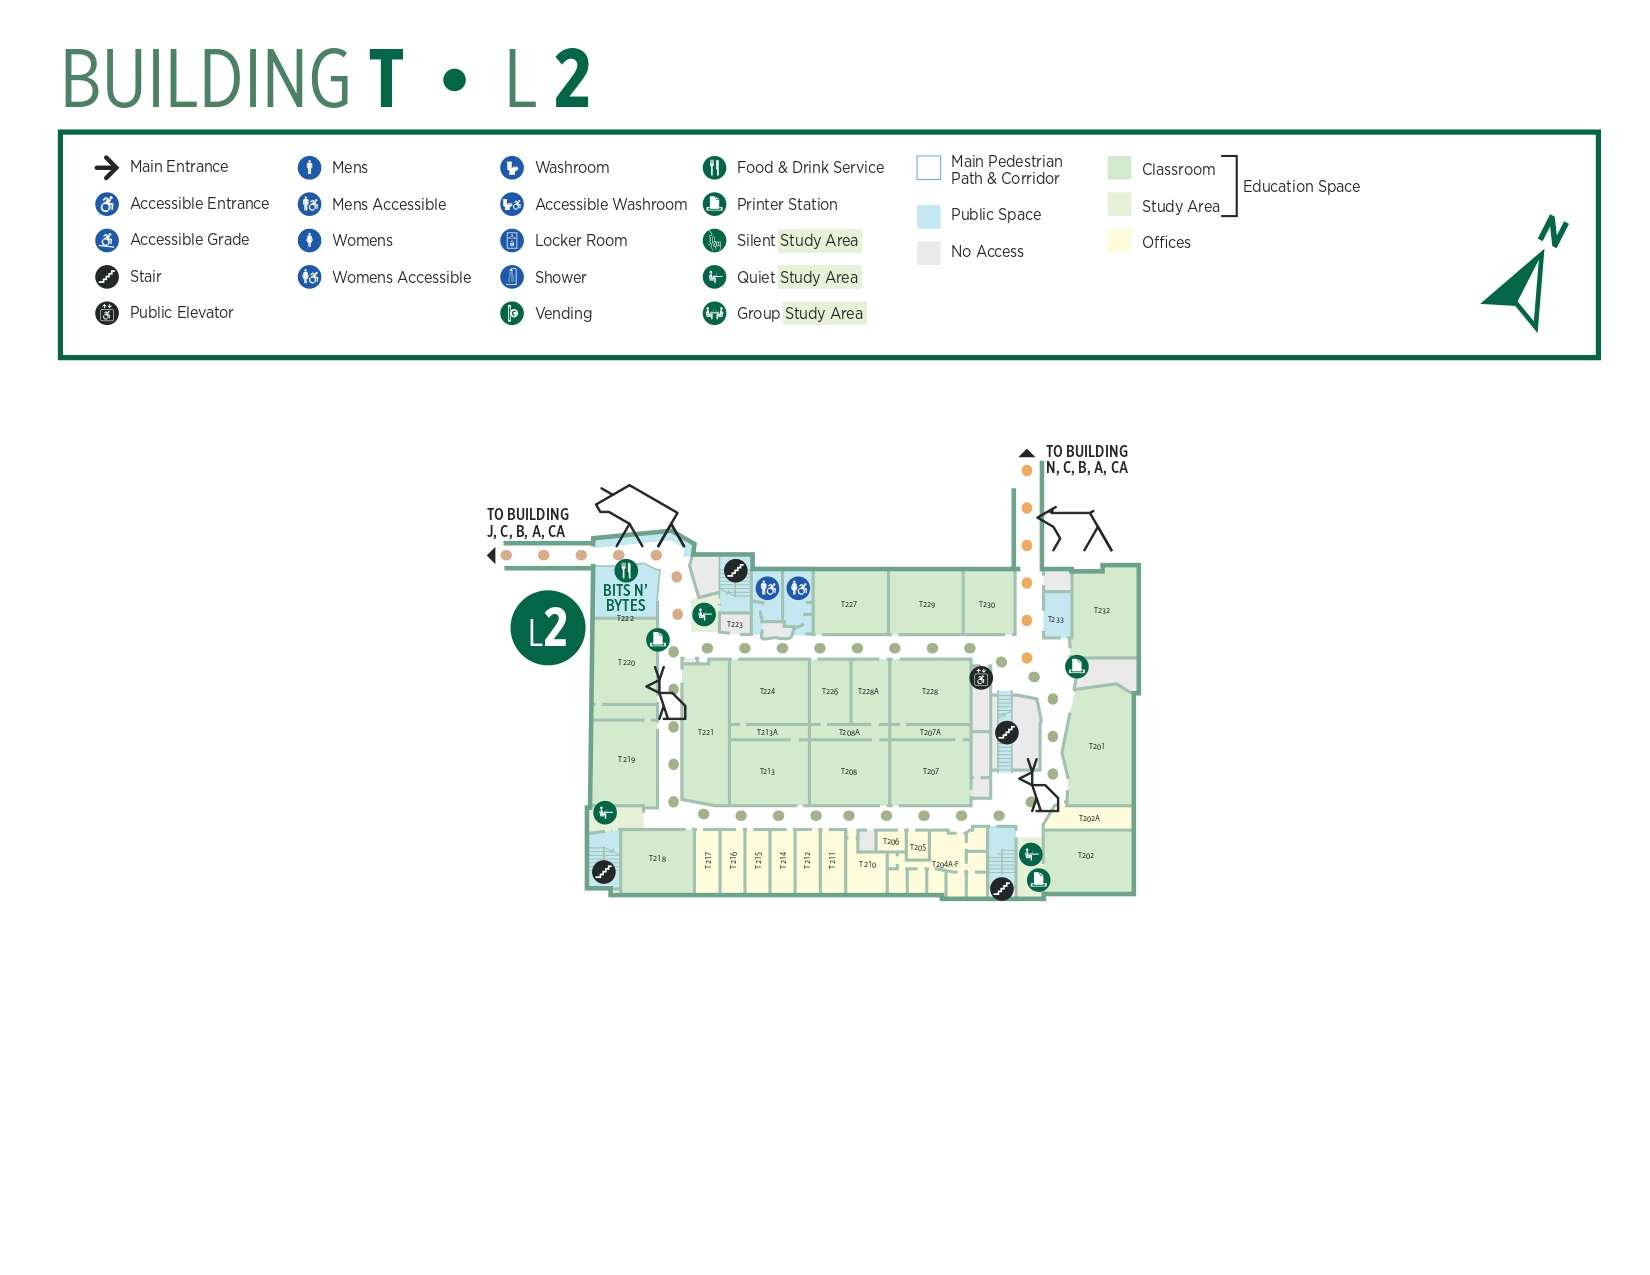 BUILDING T • L 2
Main Entrance
Accessible Entrance
Accessible Grade
Stair
Public Elevator
Mens
Mens Accessible
Womens
Womens Accessible
Washroom
Accessible Washroom
Locker Room
Shower
Vending
Food & Drink Service
Printer Station
Silent Study Area
Quiet Study Area
Group Study Area
Main Pedestrian
Path & Corridor
Public Space
No Access
Classroom
Study Area
Offices
Education Space
N
TO BUILDING
N, C, B, A, CA
TO BUILDING
J, C, B, A, CA
L2
BITS N'
BYTES
T222
T223
T227
T229
T230
T233
T232
T220
T221
T224
T226
T228A
T228
T213A
T208A
T207A
T219
T213
T208
T207
T201
T202A
T218
T217
T216
T215
T214
T212
T211
T210
T206
T205
T204A-F
T202